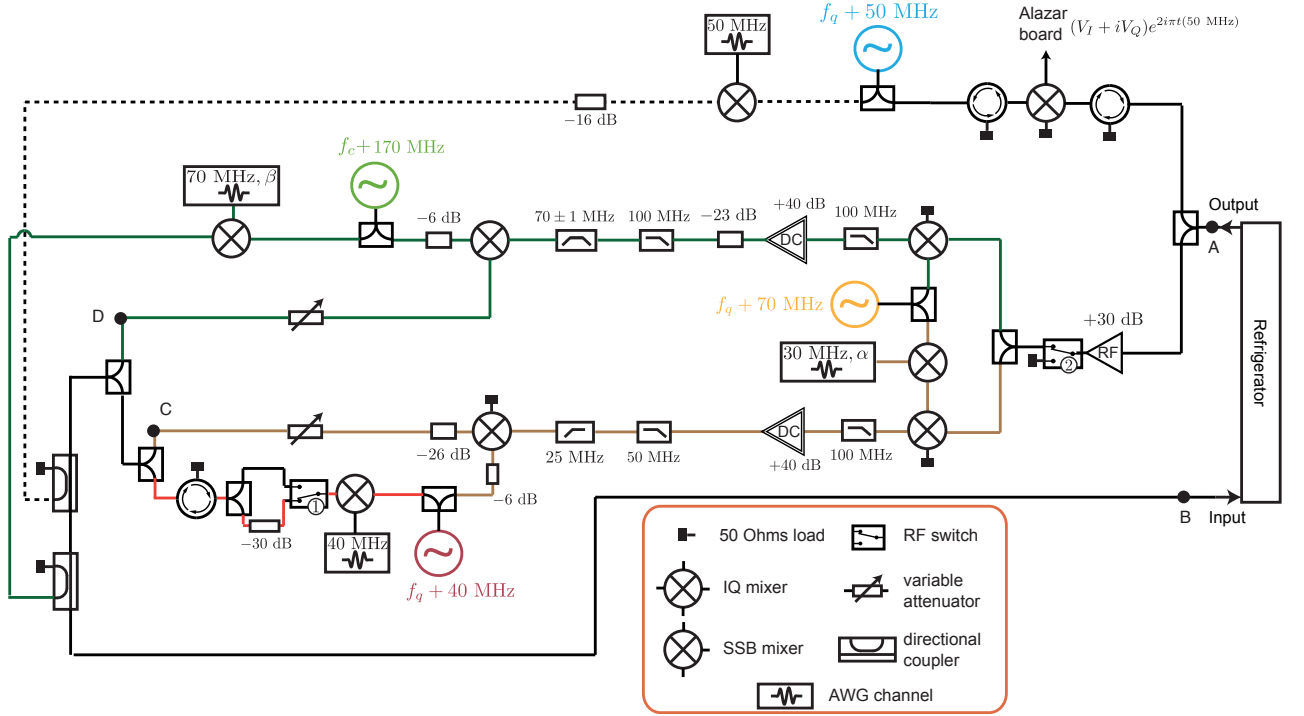 f_q + 50 MHz
50 MHz
Alazar
board
(V_I + iV_Q)e^{2iπt(50 MHz)}
−16 dB
f_c + 170 MHz
70 MHz, β
−6 dB
70 ± 1 MHz
100 MHz
−23 dB
+40 dB
DC
100 MHz
Output
A
D
f_q + 70 MHz
+30 dB
RF
2
Refrigerator
30 MHz, α
C
−26 dB
25 MHz
50 MHz
DC
+40 dB
100 MHz
1
−6 dB
−30 dB
40 MHz
f_q + 40 MHz
B
Input
50 Ohms load
RF switch
IQ mixer
variable
attenuator
SSB mixer
directional
coupler
AWG channel